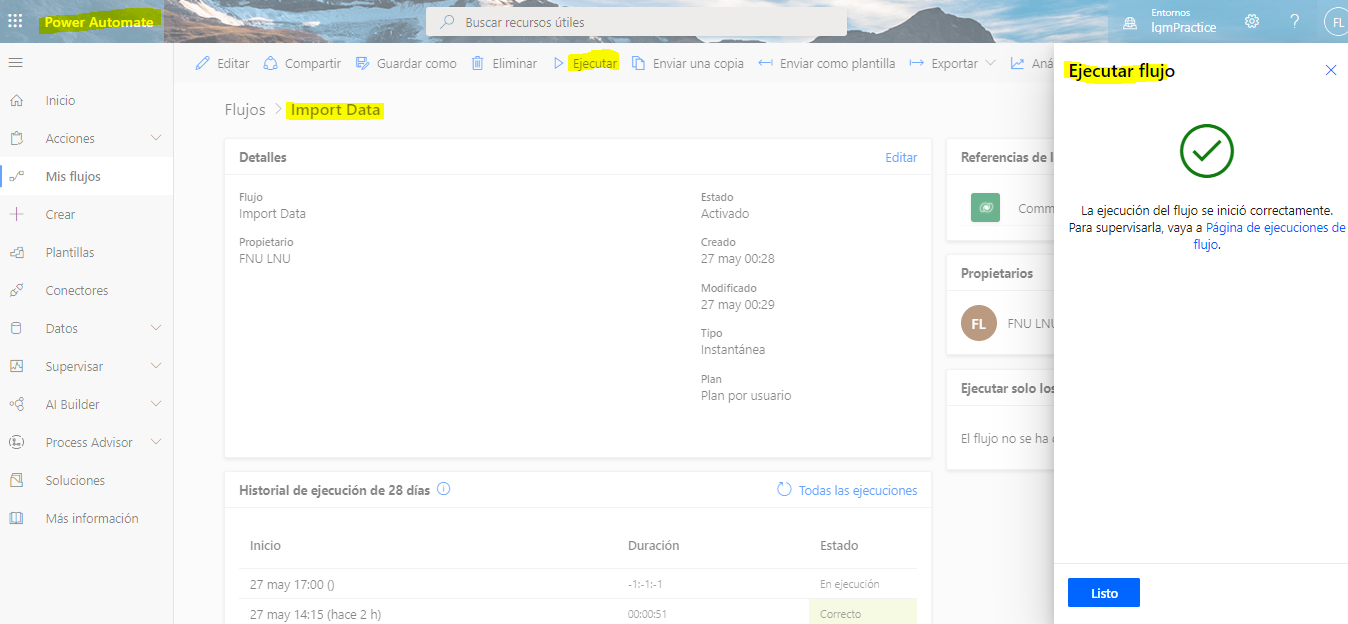 Power Automate
Buscar recursos útiles
Entornos
IqmPractice
?
FL
Editar
Compartir
Guardar como
Eliminar
Ejecutar
Enviar una copia
Enviar como plantilla
Exportar
Aná
Inicio
Acciones
Mis flujos
Crear
Plantillas
Conectores
Datos
Supervisar
AI Builder
Process Advisor
Soluciones
Más información
Flujos > Import Data
Detalles
Editar
Flujo
Import Data
Propietario
FNU LNU
Estado
Activado
Creado
27 may 00:28
Modificado
27 may 00:29
Tipo
Instantánea
Plan
Plan por usuario
Historial de ejecución de 28 días
Todas las ejecuciones
Inicio Duración Estado
27 may 17:00 () -1:-1:-1 En ejecución
27 may 14:15 (hace 2 h) 00:00:51 Correcto
Referencias de l
Comm
Propietarios
FL
FNU LNU
Ejecutar solo los
El flujo no se ha
Ejecutar flujo
La ejecución del flujo se inició correctamente.
Para supervisarla, vaya a Página de ejecuciones de
flujo.
Listo